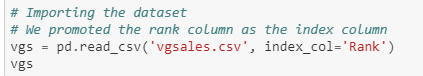 # Importing the dataset
# We promoted the rank column as the index column
vgs = pd.read_csv('vgsales.csv', index_col='Rank')
vgs